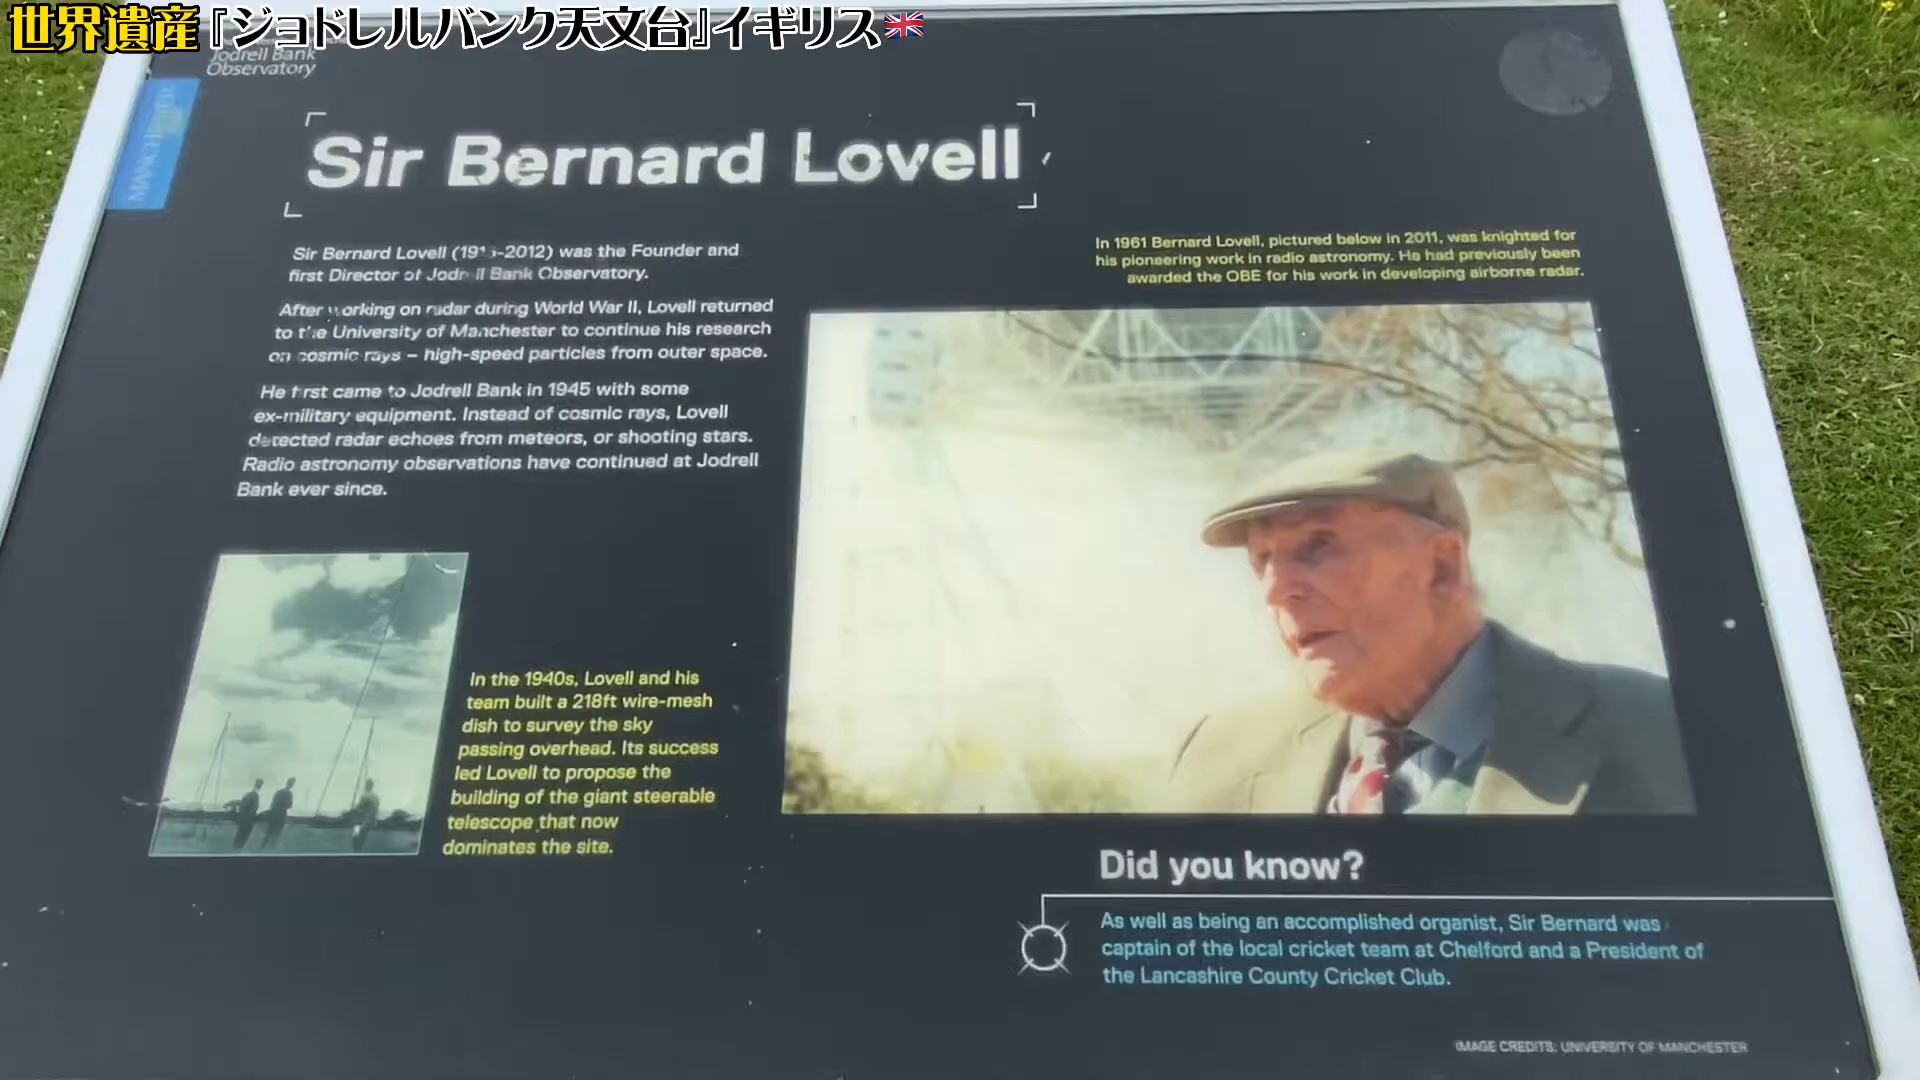 世界遺産『ジョドレルバンク天文台』イギリス
Jodrell Bank
Observatory
MANCHESTER
Sir Bernard Lovell
Sir Bernard Lovell (1913-2012) was the Founder and
first Director of Jodrell Bank Observatory.
After working on radar during World War II, Lovell returned
to the University of Manchester to continue his research
on cosmic rays – high-speed particles from outer space.
He first came to Jodrell Bank in 1945 with some
ex-military equipment. Instead of cosmic rays, Lovell
detected radar echoes from meteors, or shooting stars.
Radio astronomy observations have continued at Jodrell
Bank ever since.
In 1961 Bernard Lovell, pictured below in 2011, was knighted for
his pioneering work in radio astronomy. He had previously been
awarded the OBE for his work in developing airborne radar.
In the 1940s, Lovell and his
team built a 218ft wire-mesh
dish to survey the sky
passing overhead. Its success
led Lovell to propose the
building of the giant steerable
telescope that now
dominates the site.
Did you know?
As well as being an accomplished organist, Sir Bernard was
captain of the local cricket team at Chelford and a President of
the Lancashire County Cricket Club.
IMAGE CREDITS: UNIVERSITY OF MANCHESTER